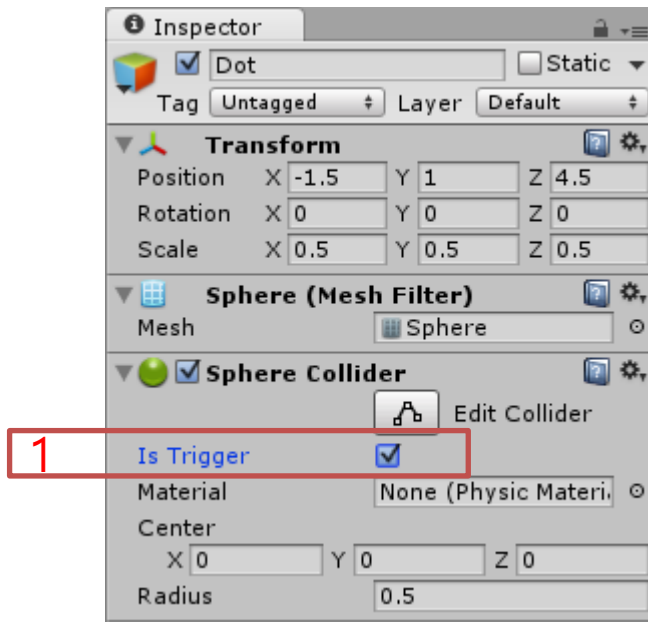 Inspector
Dot Static
Tag Untagged Layer Default
Transform
Position X -1.5 Y 1 Z 4.5
Rotation X 0 Y 0 Z 0
Scale X 0.5 Y 0.5 Z 0.5
Sphere (Mesh Filter)
Mesh Sphere
Sphere Collider
Edit Collider
1 Is Trigger
Material None (Physic Materi
Center
X 0 Y 0 Z 0
Radius 0.5